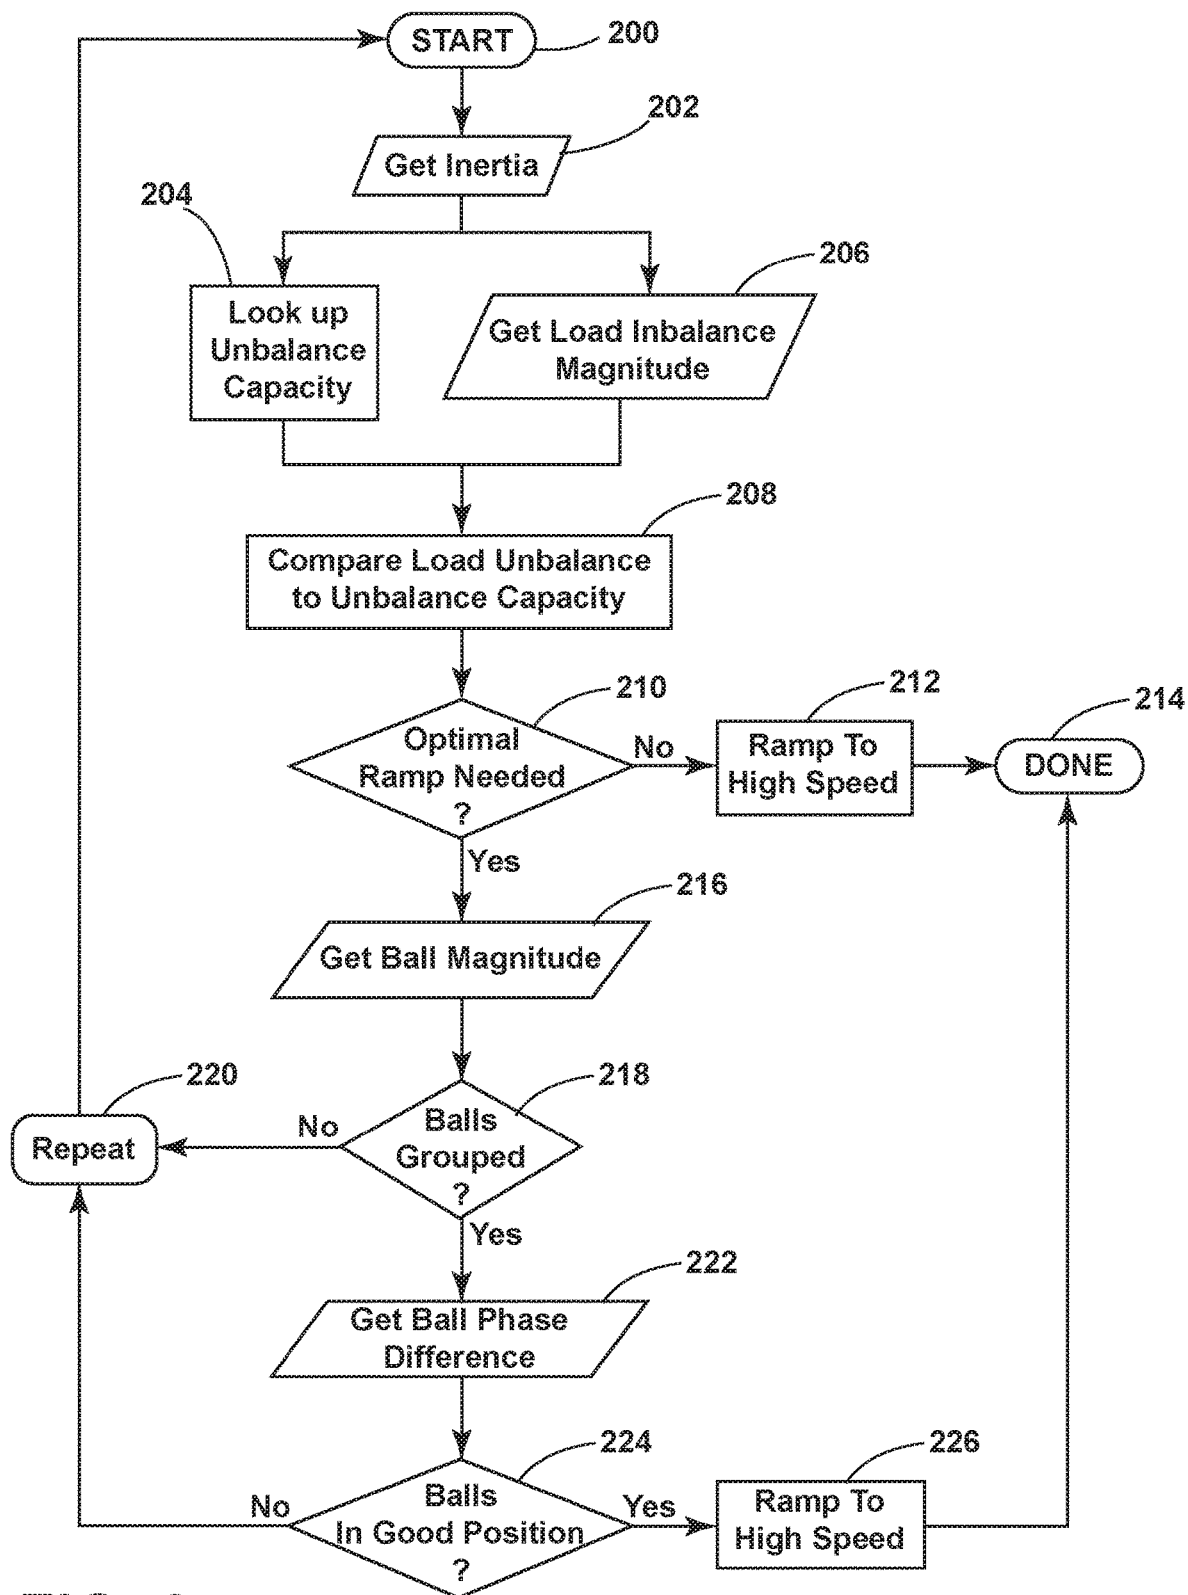 START
200
202
Get Inertia
204
206
Look up
Unbalance
Capacity
Get Load Inbalance
Magnitude
208
Compare Load Unbalance
to Unbalance Capacity
210
212
214
Optimal
Ramp Needed
?
No
Ramp To
High Speed
DONE
Yes
216
Get Ball Magnitude
220
218
Repeat
No
Balls
Grouped
?
Yes
222
Get Ball Phase
Difference
224
226
No
Balls
In Good Position
?
Yes
Ramp To
High Speed